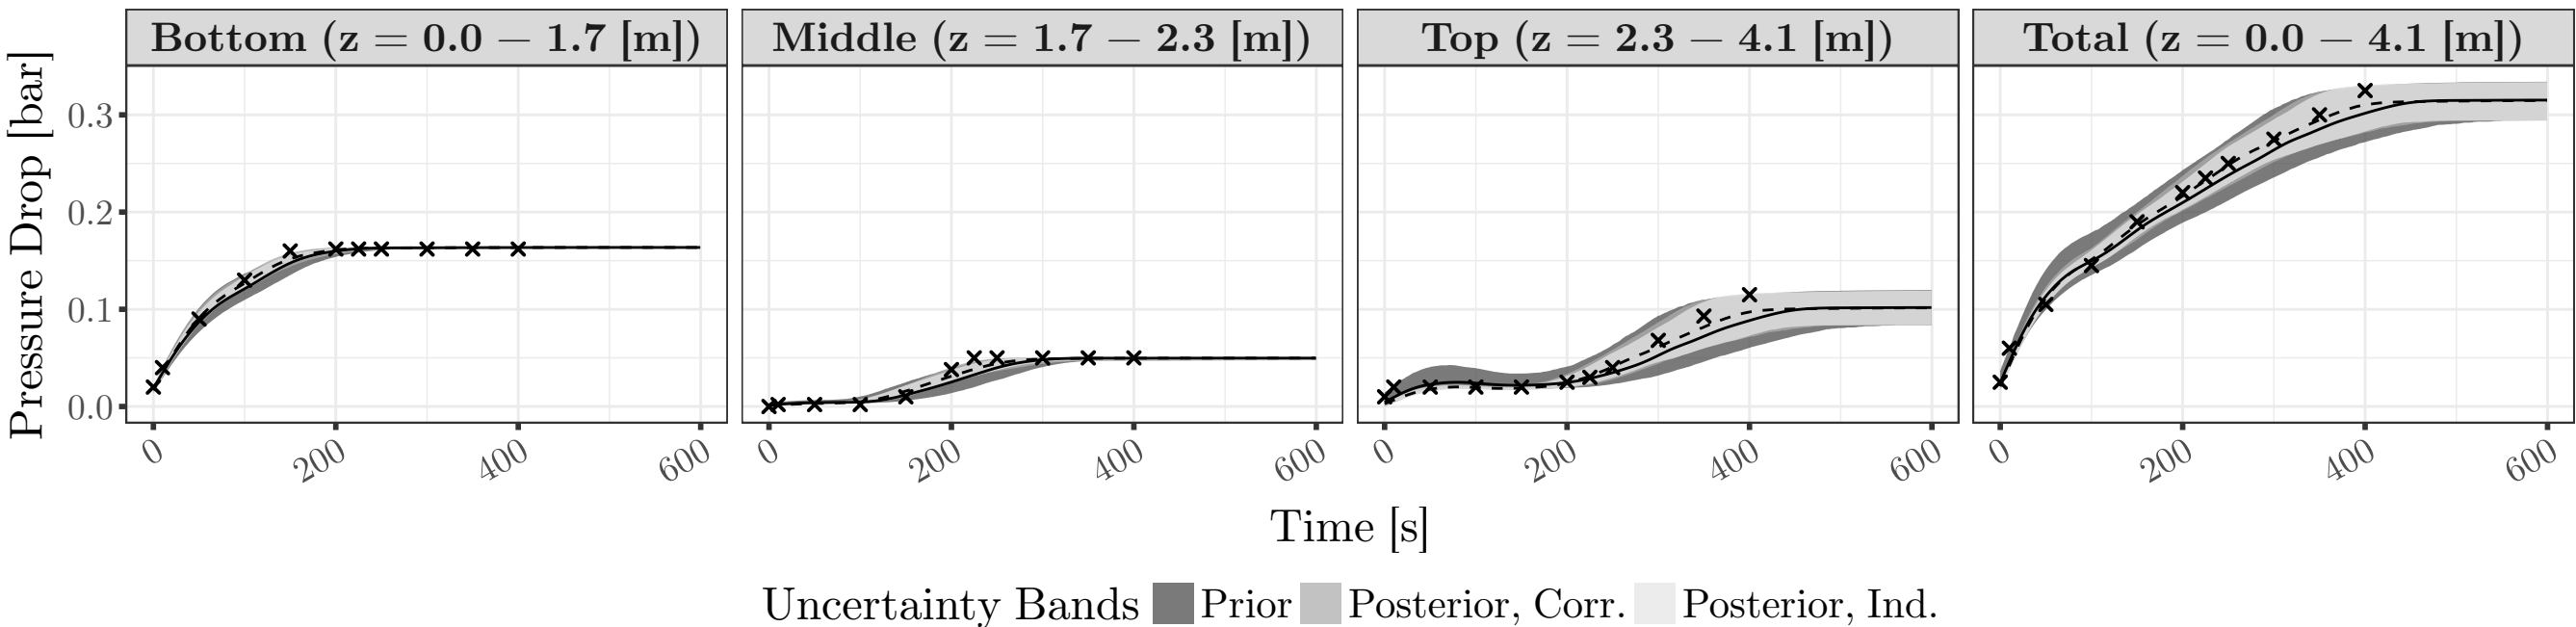 Bottom (z = 0.0 − 1.7 [m])
Middle (z = 1.7 − 2.3 [m])
Top (z = 2.3 − 4.1 [m])
Total (z = 0.0 − 4.1 [m])
Pressure Drop [bar]
0.3
0.2
0.1
0.0
0 200 400 600
0 200 400 600
0 200 400 600
0 200 400 600
Time [s]
Uncertainty Bands Prior Posterior, Corr. Posterior, Ind.